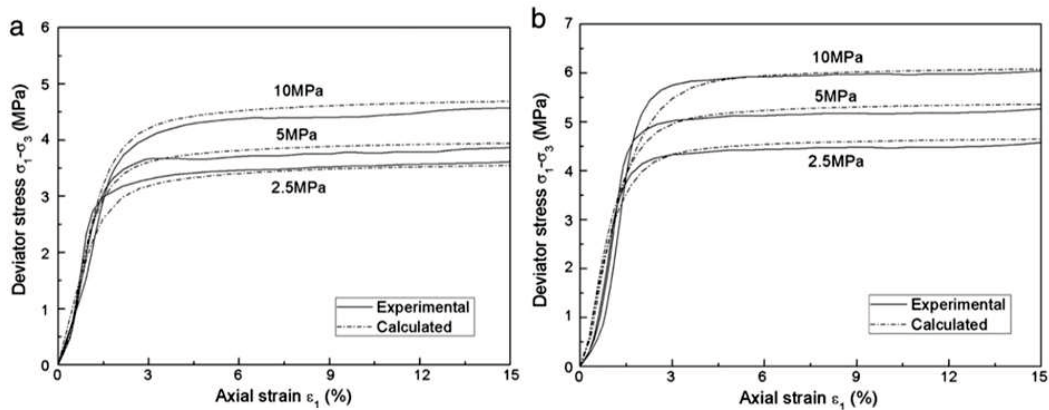 a
Deviator stress σ₁-σ₃ (MPa)
6
5
4
3
2
1
0
10MPa
5MPa
2.5MPa
Experimental
Calculated
0 3 6 9 12 15
Axial strain ε₁ (%)
b
Deviator stress σ₁-σ₃ (MPa)
7
6
5
4
3
2
1
0
10MPa
5MPa
2.5MPa
Experimental
Calculated
0 3 6 9 12 15
Axial strain ε₁ (%)